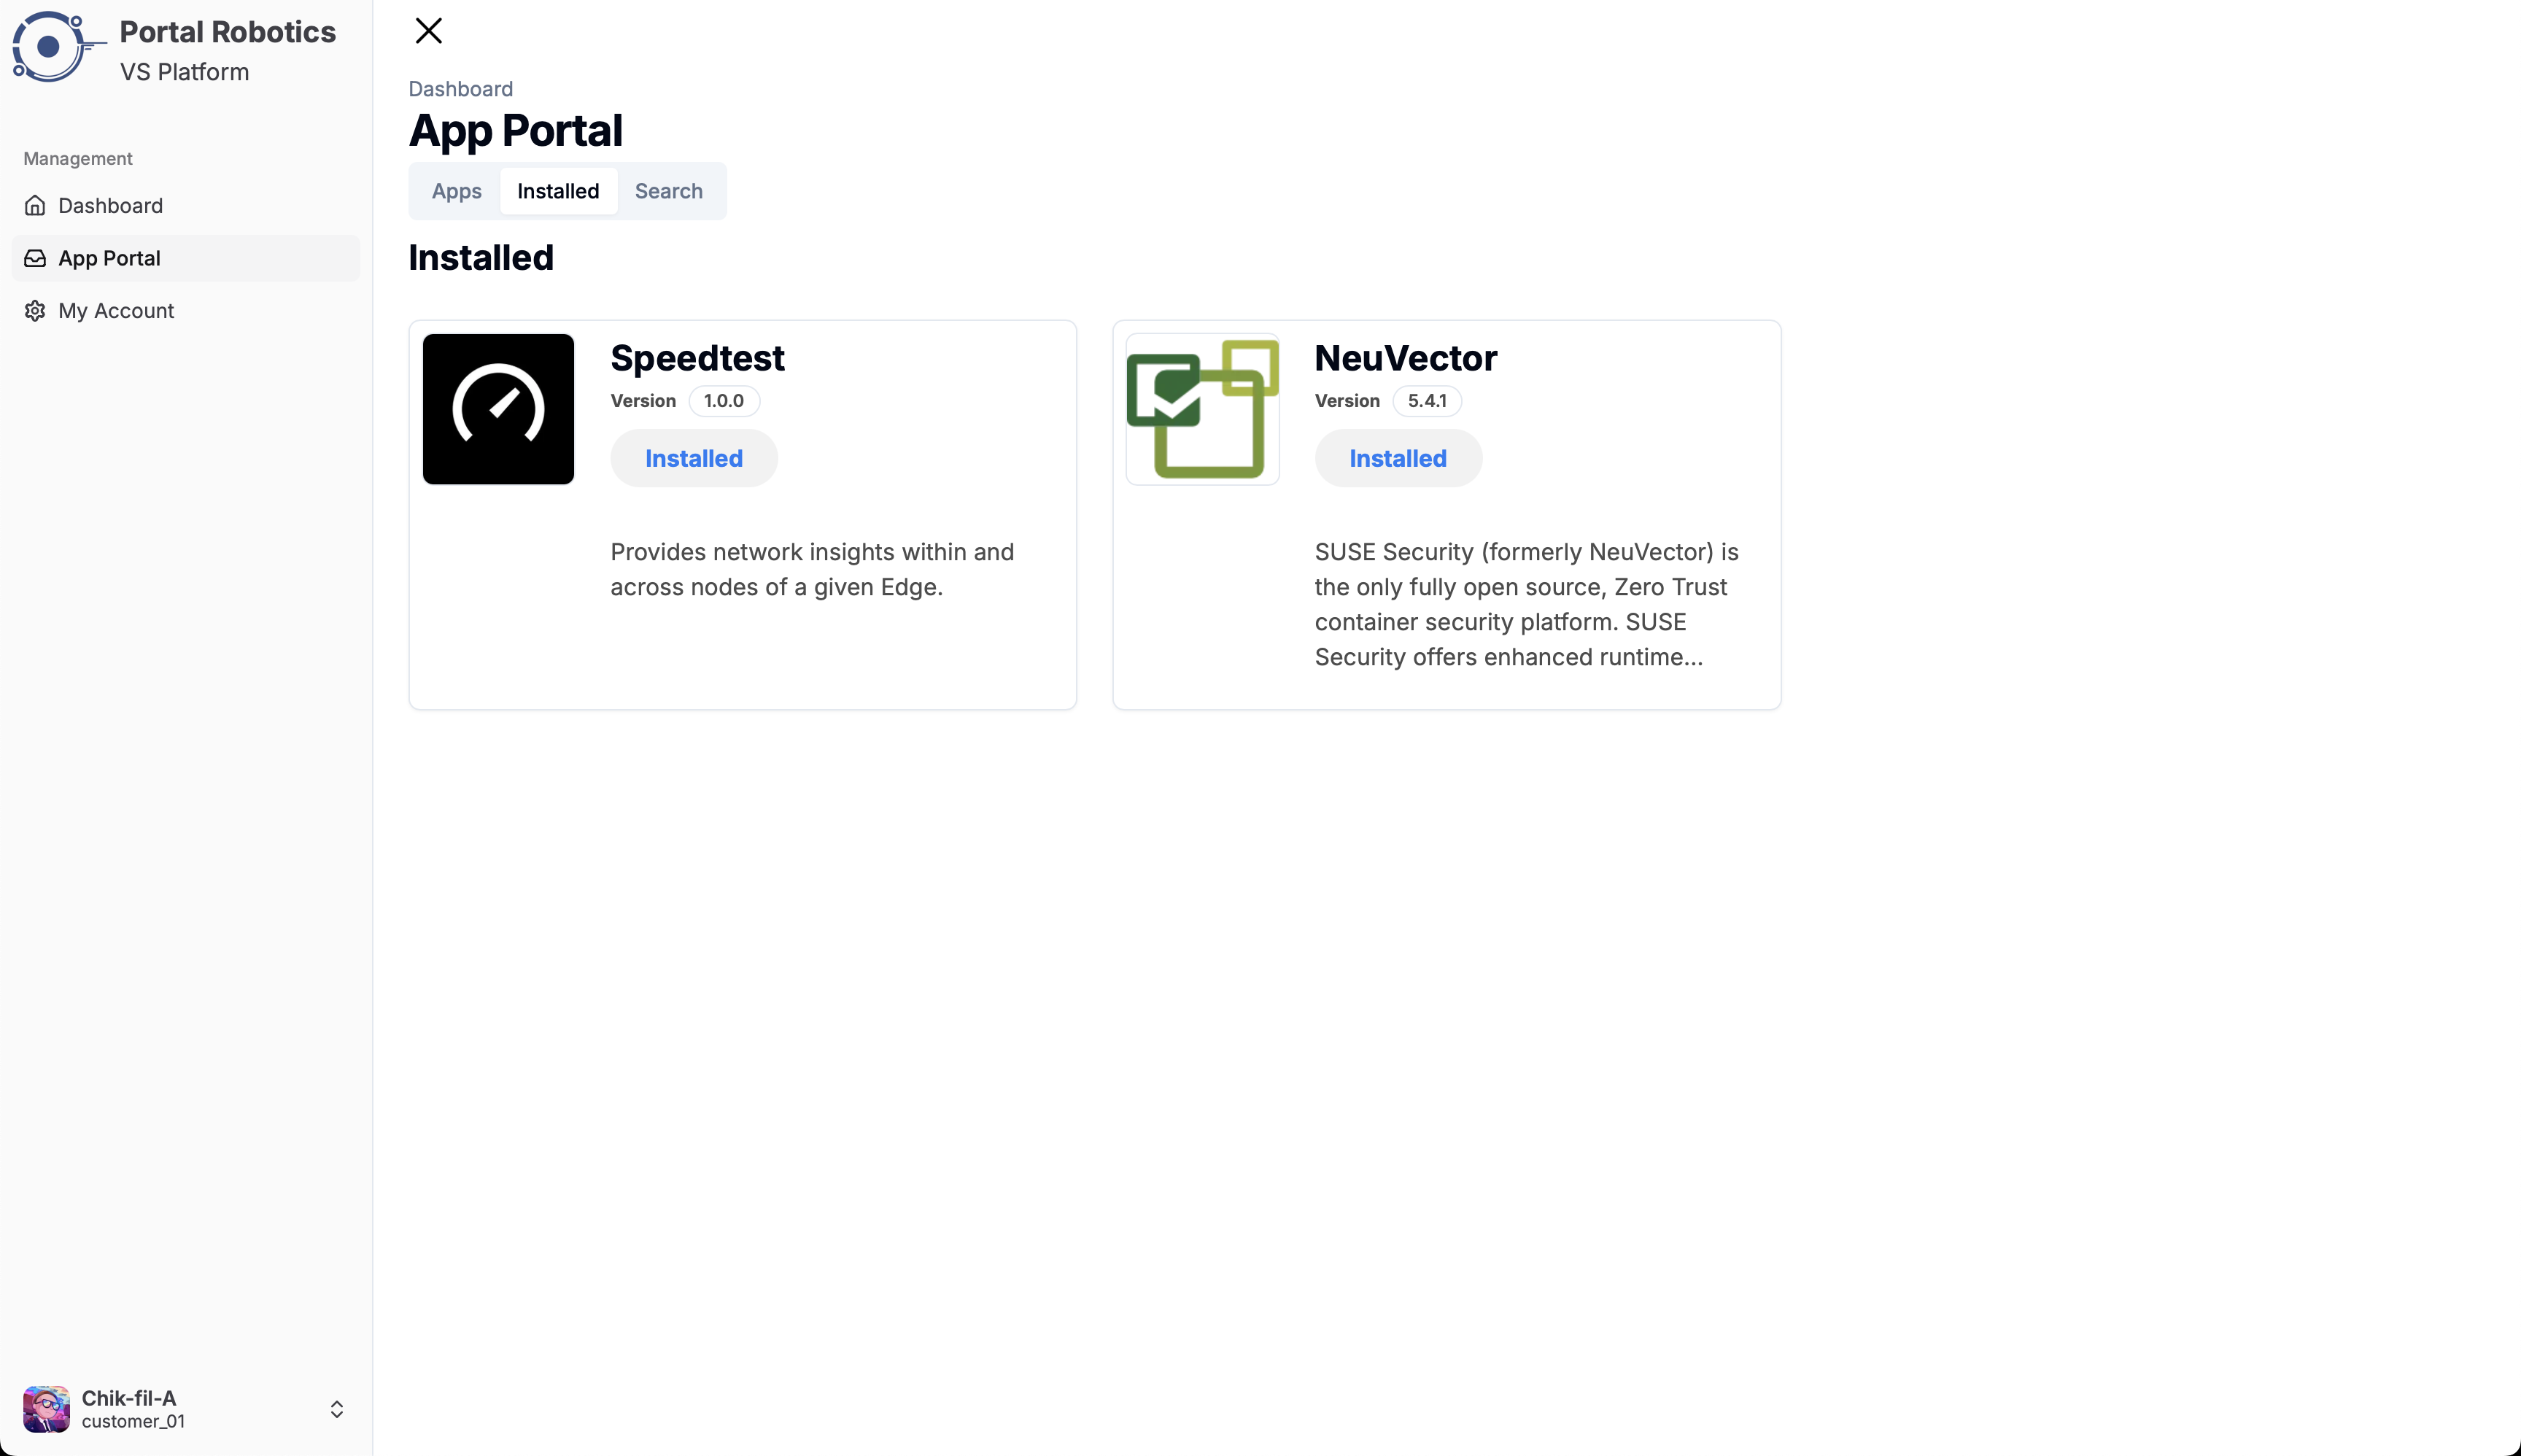 Portal Robotics
VS Platform
Management
Dashboard
App Portal
My Account
Chik-fil-A
customer_01
Dashboard
App Portal
Apps
Installed
Search
Installed
Speedtest
Version 1.0.0
Installed
Provides network insights within and
across nodes of a given Edge.
NeuVector
Version 5.4.1
Installed
SUSE Security (formerly NeuVector) is
the only fully open source, Zero Trust
container security platform. SUSE
Security offers enhanced runtime...